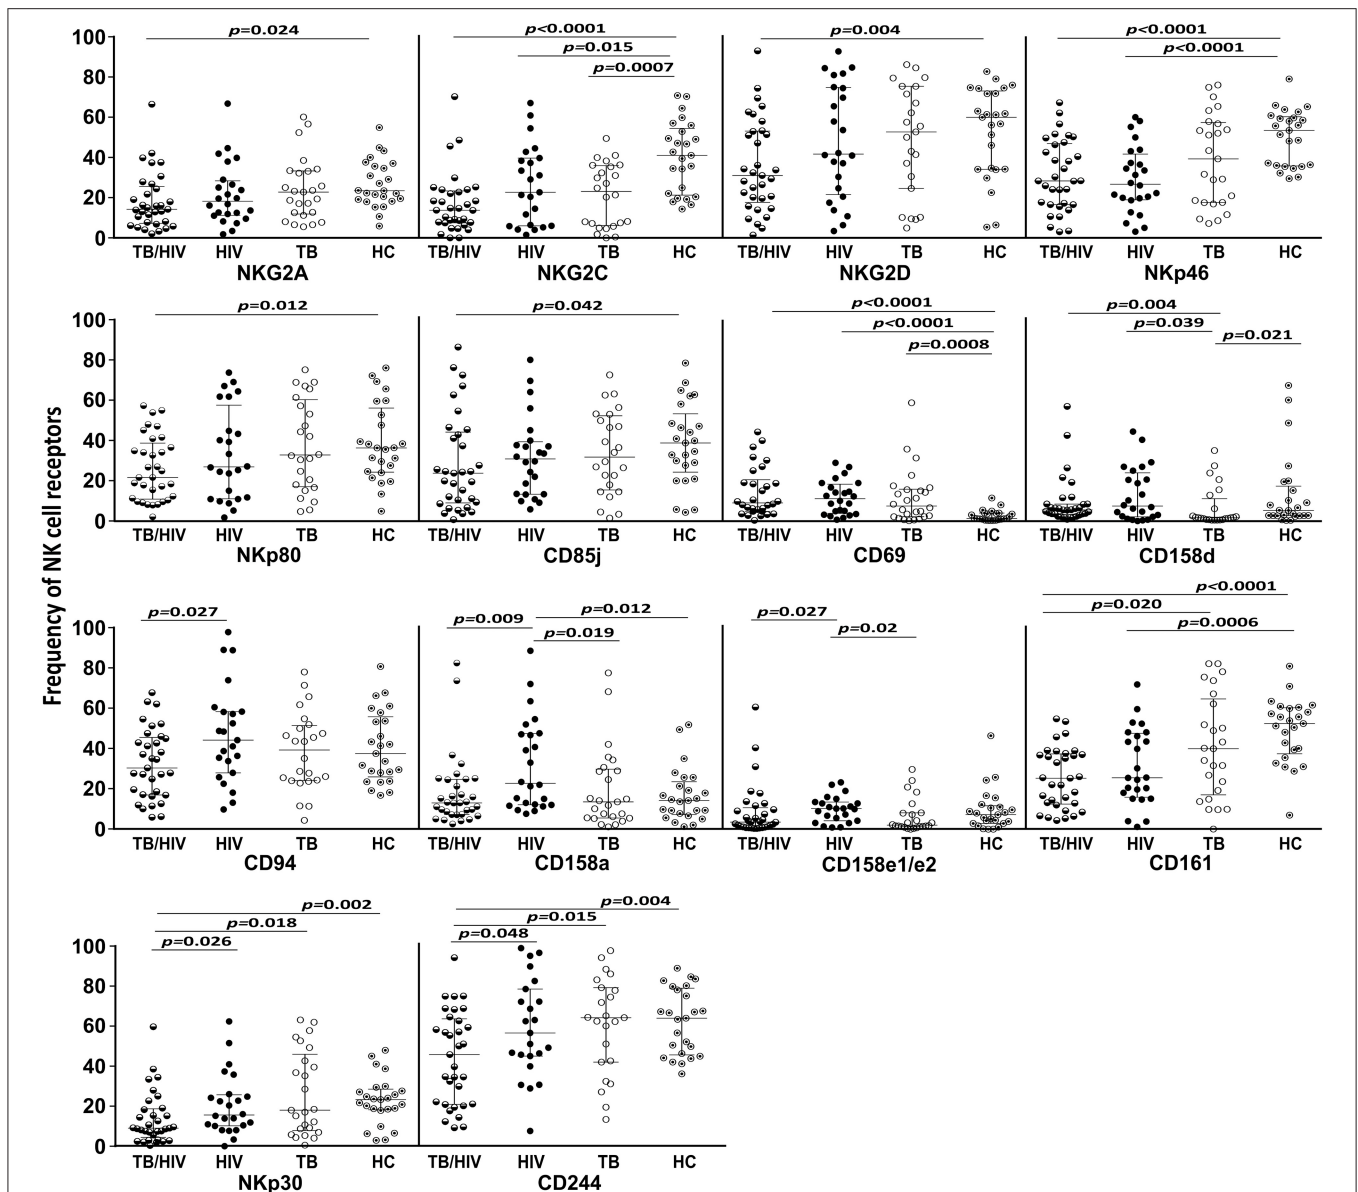 p=0.024
p<0.0001
p=0.015
p=0.0007
p=0.004
p<0.0001
p<0.0001
100
80
60
40
20
0
TB/HIV HIV TB HC TB/HIV HIV TB HC TB/HIV HIV TB HC TB/HIV HIV TB HC
NKG2A NKG2C NKG2D NKp46
p=0.012
p=0.042
p<0.0001
p<0.0001
p=0.0008
p=0.004
p=0.039
p=0.021
100
80
60
40
20
0
TB/HIV HIV TB HC TB/HIV HIV TB HC TB/HIV HIV TB HC TB/HIV HIV TB HC
NKp80 CD85j CD69 CD158d
Frequency of NK cell receptors
p=0.027
p=0.009
p=0.012
p=0.019
p=0.027
p=0.02
p<0.0001
p=0.020
p=0.0006
100
80
60
40
20
0
TB/HIV HIV TB HC TB/HIV HIV TB HC TB/HIV HIV TB HC TB/HIV HIV TB HC
CD94 CD158a CD158e1/e2 CD161
p=0.002
p=0.018
p=0.026
p=0.004
p=0.015
p=0.048
100
80
60
40
20
0
TB/HIV HIV TB HC TB/HIV HIV TB HC
NKp30 CD244